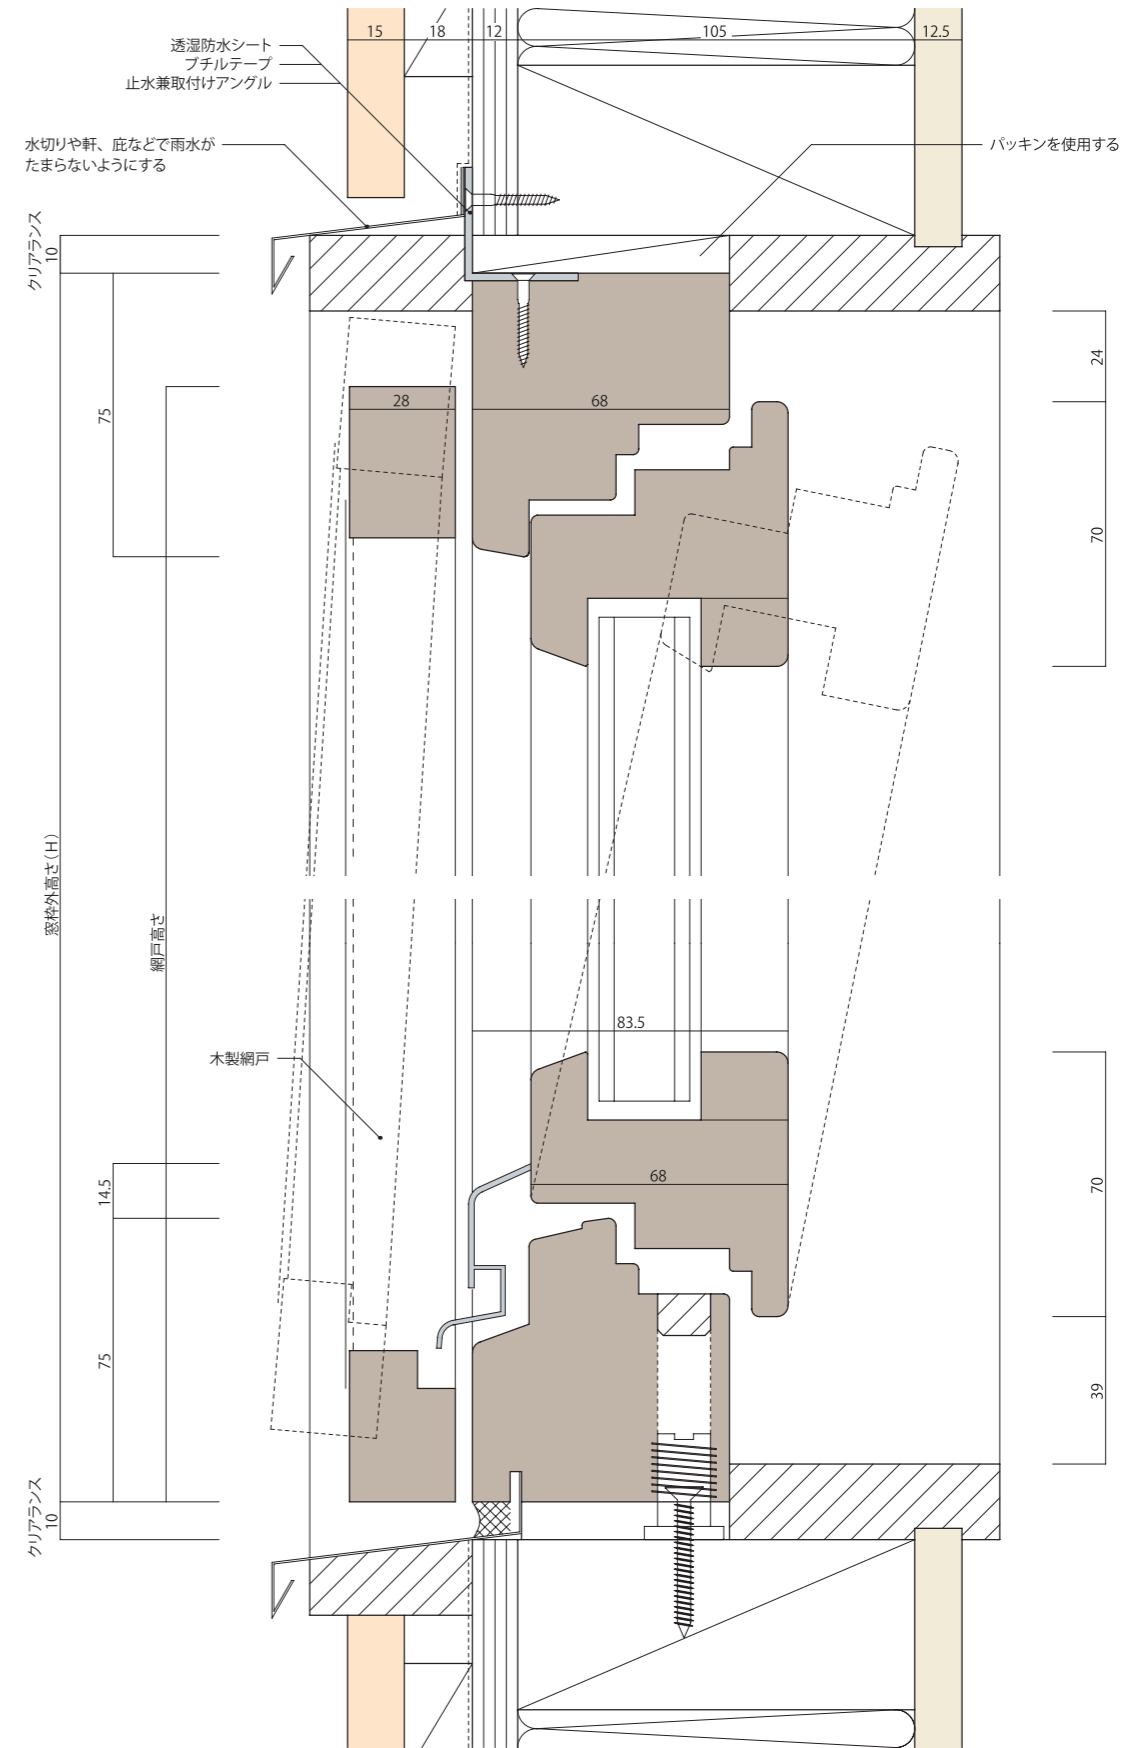 15
18
12
105
12.5
透湿防水シート
ブチルテープ
止水兼取付けアングル
水切りや軒、庇などで雨水が
たまらないようにする
パッキンを使用する
クリアランス
10
24
75
28
68
70
窓枠外高さ(H)
網戸高さ
83.5
木製網戸
14.5
68
70
75
39
クリアランス
10